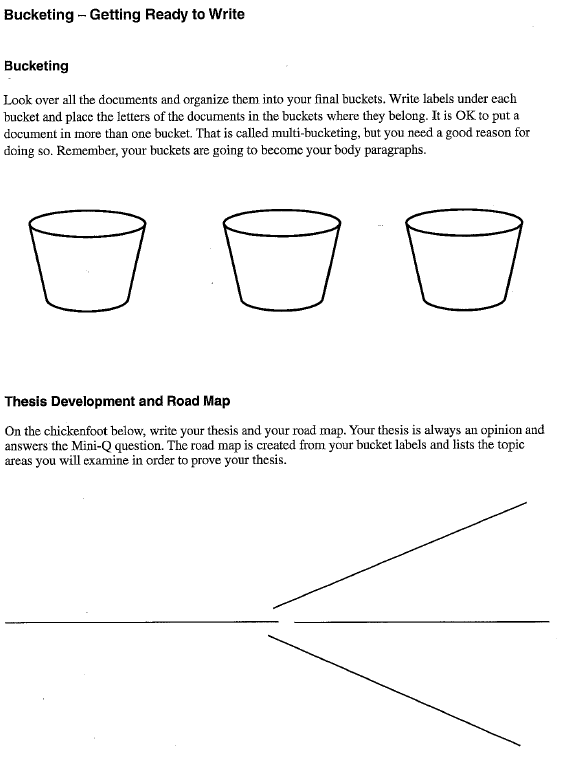 Bucketing – Getting Ready to Write
Bucketing
Look over all the documents and organize them into your final buckets. Write labels under each
bucket and place the letters of the documents in the buckets where they belong. It is OK to put a
document in more than one bucket. That is called multi-bucketing, but you need a good reason for
doing so. Remember, your buckets are going to become your body paragraphs.
Thesis Development and Road Map
On the chickenfoot below, write your thesis and your road map. Your thesis is always an opinion and
answers the Mini-Q question. The road map is created from your bucket labels and lists the topic
areas you will examine in order to prove your thesis.